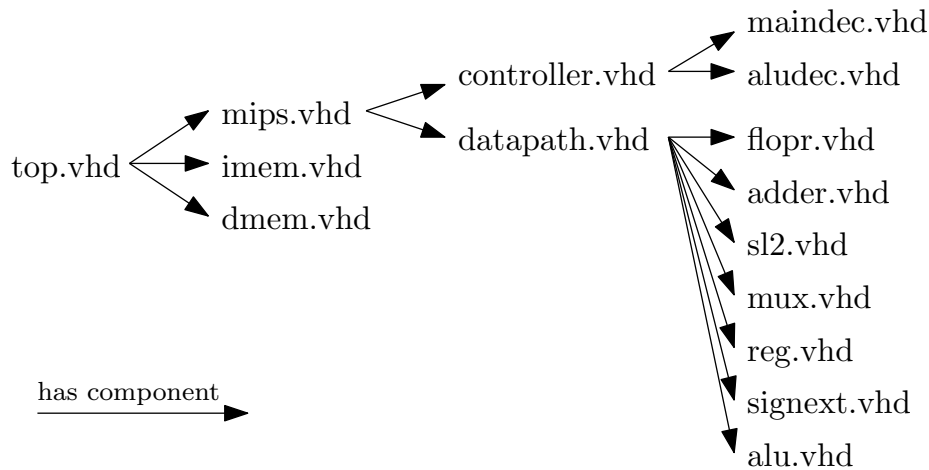 maindec.vhd
controller.vhd
aludec.vhd
mips.vhd
datapath.vhd
flopr.vhd
top.vhd
imem.vhd
adder.vhd
dmem.vhd
sl2.vhd
mux.vhd
reg.vhd
has component
signext.vhd
alu.vhd